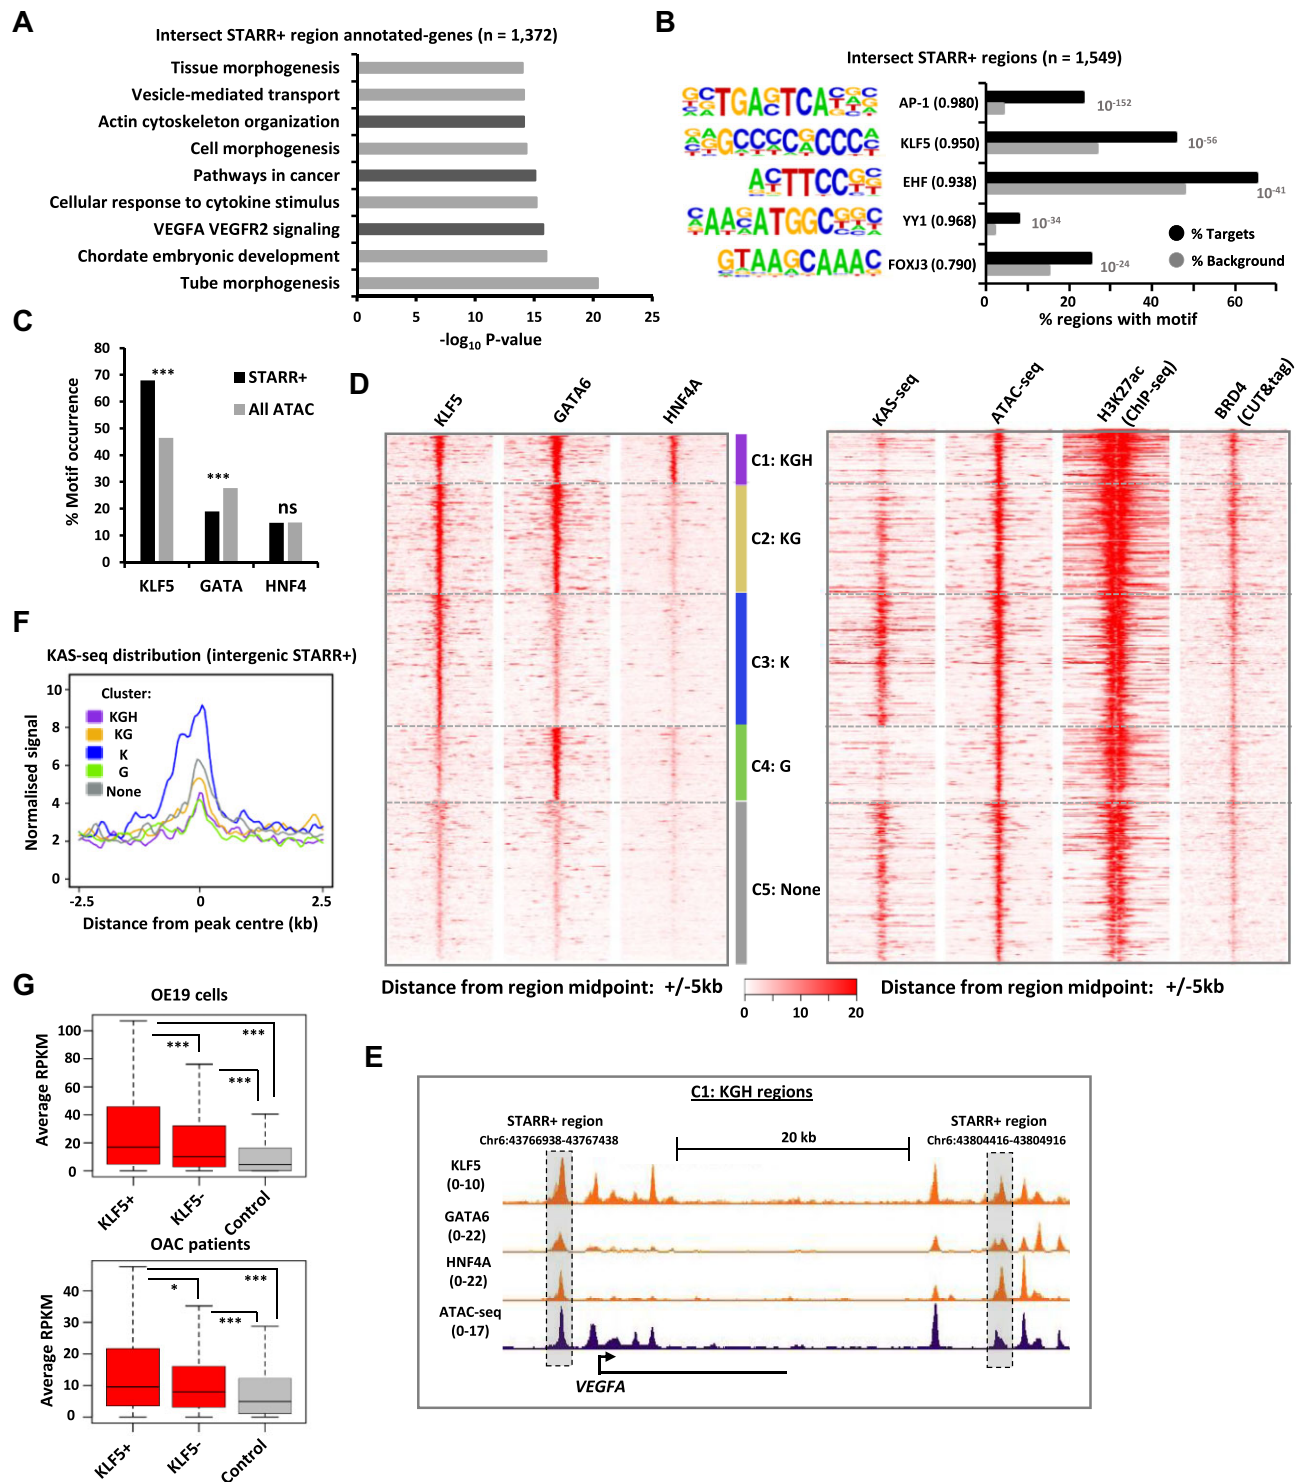 A
Intersect STARR+ region annotated-genes (n = 1,372)
Tissue morphogenesis
Vesicle-mediated transport
Actin cytoskeleton organization
Cell morphogenesis
Pathways in cancer
Cellular response to cytokine stimulus
VEGFA VEGFR2 signaling
Chordate embryonic development
Tube morphogenesis
0 5 10 15 20 25
-log10 P-value
B
Intersect STARR+ regions (n = 1,549)
AP-1 (0.980)
10-152
KLF5 (0.950)
10-56
EHF (0.938)
10-41
YY1 (0.968)
10-34
FOXJ3 (0.790)
10-24
% Targets
% Background
0 20 40 60
% regions with motif
C
80
70
60
50
40
30
20
10
0
% Motif occurrence
***
***
ns
STARR+
All ATAC
KLF5 GATA HNF4
D
KLF5
GATA6
HNF4A
KAS-seq
ATAC-seq
H3K27ac
(ChIP-seq)
BRD4
(CUT&tag)
C1: KGH
C2: KG
C3: K
C4: G
C5: None
Distance from region midpoint: +/-5kb
0 10 20
Distance from region midpoint: +/-5kb
F
KAS-seq distribution (intergenic STARR+)
Cluster:
KGH
KG
K
G
None
10
8
6
4
2
0
Normalised signal
-2.5 0 2.5
Distance from peak centre (kb)
G
OE19 cells
100
80
60
40
20
0
Average RPKM
***
***
***
KLF5+
KLF5-
Control
OAC patients
40
30
20
10
0
Average RPKM
***
*
***
KLF5+
KLF5-
Control
E
C1: KGH regions
STARR+ region
Chr6:43766938-43767438
20 kb
STARR+ region
Chr6:43804416-43804916
KLF5
(0-10)
GATA6
(0-22)
HNF4A
(0-22)
ATAC-seq
(0-17)
VEGFA